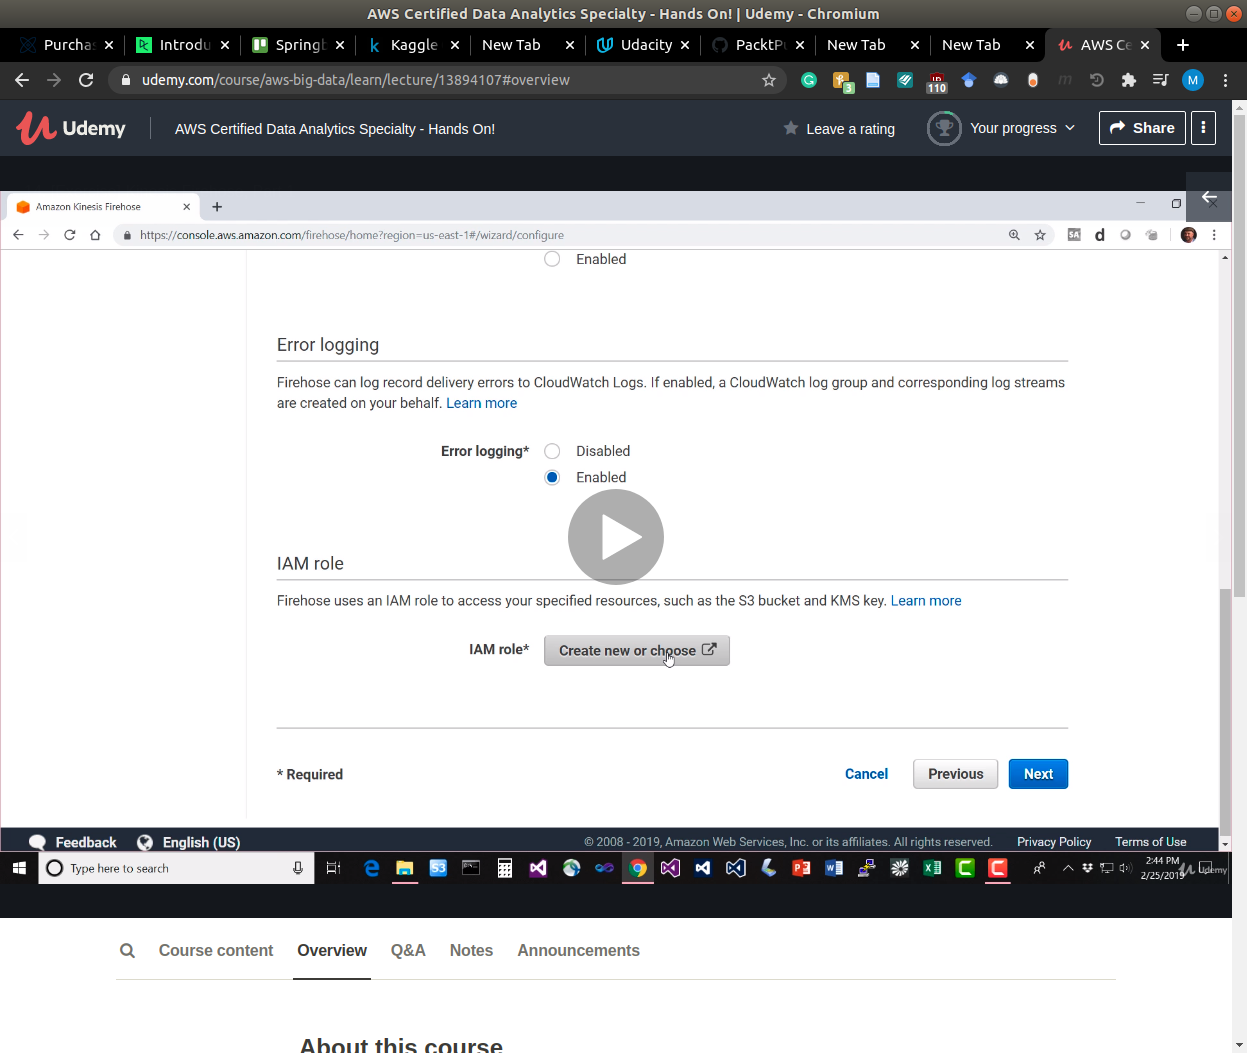 AWS Certified Data Analytics Specialty - Hands On! | Udemy - Chromium
Purcha
Introdu
Spring
Kaggle
New Tab
Udacity
PacktP
New Tab
New Tab
AWS Ce
udemy.com/course/aws-big-data/learn/lecture/13894107#overview
3
110
M
Udemy
AWS Certified Data Analytics Specialty - Hands On!
Leave a rating
Your progress
Share
Amazon Kinesis Firehose
https://console.aws.amazon.com/firehose/home?region=us-east-1#/wizard/configure
Enabled
Error logging
Firehose can log record delivery errors to CloudWatch Logs. If enabled, a CloudWatch log group and corresponding log streams
are created on your behalf. Learn more
Error logging*
Disabled
Enabled
IAM role
Firehose uses an IAM role to access your specified resources, such as the S3 bucket and KMS key. Learn more
IAM role*
Create new or choose
* Required
Cancel
Previous
Next
Feedback
English (US)
© 2008 - 2019, Amazon Web Services, Inc. or its affiliates. All rights reserved.
Privacy Policy
Terms of Use
Type here to search
2:44 PM
2/25/2019
Udemy
Course content
Overview
Q&A
Notes
Announcements
About this course